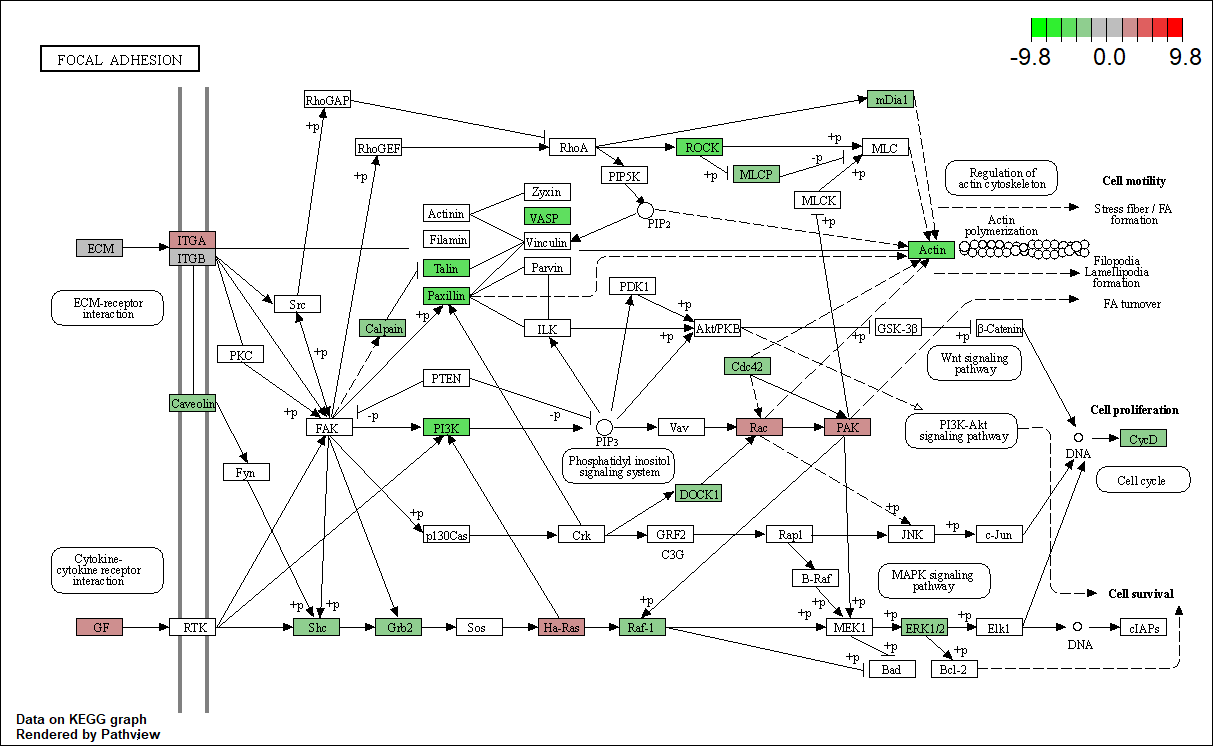 FOCAL ADHESION
-9.8 0.0 9.8
RhoGAP
mDia1
+p
RhoGEF
RhoA
ROCK
+p
MLC
+p
+p
MLCP
-p
+p
PIP5K
MLCK
Regulation of
actin cytoskeleton
Cell motility
Zyxin
Actinin
VASP
PIP2
+p
Stress fiber / FA
formation
Actin
polymerization
ITGA
ECM
ITGB
Filamin
Vinculin
Actin
Talin
Parvin
Filopodia
Lamellipodia
formation
Paxillin
PDK1
ECM-receptor
interaction
Src
+p
+p
FA turnover
Calpain
ILK
Akt/PKB
GSK-3β
+p
β-Catenin
PKC
+p
Wnt signaling
pathway
Cdc42
PTEN
Caveolin
+p
-p
-p
Cell proliferation
FAK
PI3K
PIP3
Vav
Rac
PAK
PI3K-Akt
signaling pathway
DNA
CycD
Fyn
Phosphatidyl inositol
signaling system
Cell cycle
DOCK1
+p
+p
p130Cas
Crk
GRF2
Rap1
JNK
+p
c-Jun
C3G
Cytokine-
cytokine receptor
interaction
B-Raf
MAPK signaling
pathway
Cell survival
+p
+p
+p
+p
+p
+p
+p
+p
GF
RTK
Shc
Grb2
Sos
Ha-Ras
Raf-1
MEK1
ERK1/2
Elk1
DNA
cIAPs
+p
+p
+p
Bad
Bcl-2
Data on KEGG graph
Rendered by Pathview